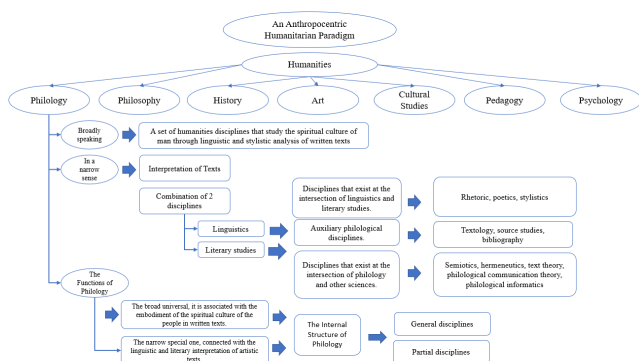 An Anthropocentric
Humanitarian Paradigm
Humanities
Philology
Philosophy
History
Art
Cultural
Studies
Pedagogy
Psychology
Broadly
speaking
A set of humanities disciplines that study the spiritual culture of
man through linguistic and stylistic analysis of written texts
In a
narrow
sense
Interpretation of Texts
Combination of 2
disciplines
Linguistics
Literary studies
Disciplines that exist at the
intersection of linguistics and
literary studies.
Rhetoric, poetics, stylistics
Auxiliary philological
disciplines.
Textology, source studies,
bibliography
Disciplines that exist at the
intersection of philology
and other sciences.
Semiotics, hermeneutics, text theory,
philological communication theory,
philological informatics
The
Functions of
Philology
The broad universal, it is associated with the
embodiment of the spiritual culture of the
people in written texts.
The narrow special one, connected with the
linguistic and literary interpretation of artistic
texts
The Internal
Structure of
Philology
General disciplines
Partial disciplines